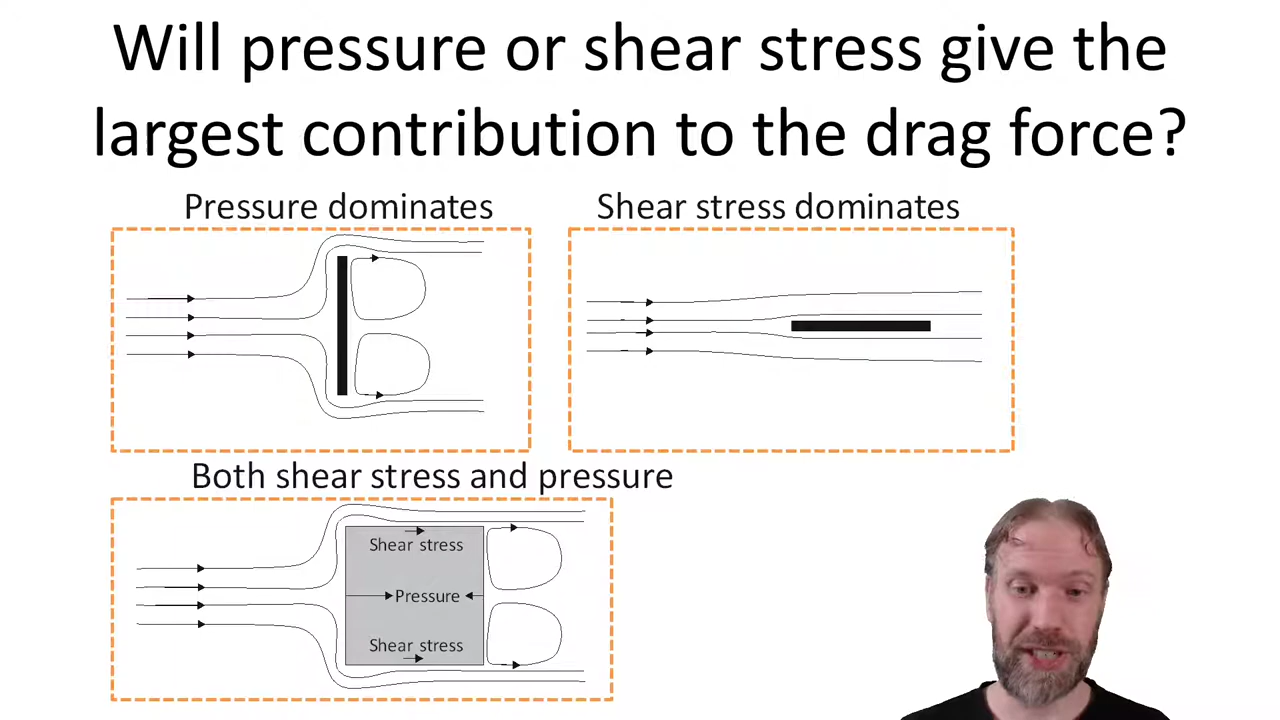 Will pressure or shear stress give the
largest contribution to the drag force?
Pressure dominates
Shear stress dominates
Both shear stress and pressure
Shear stress
Pressure
Shear stress